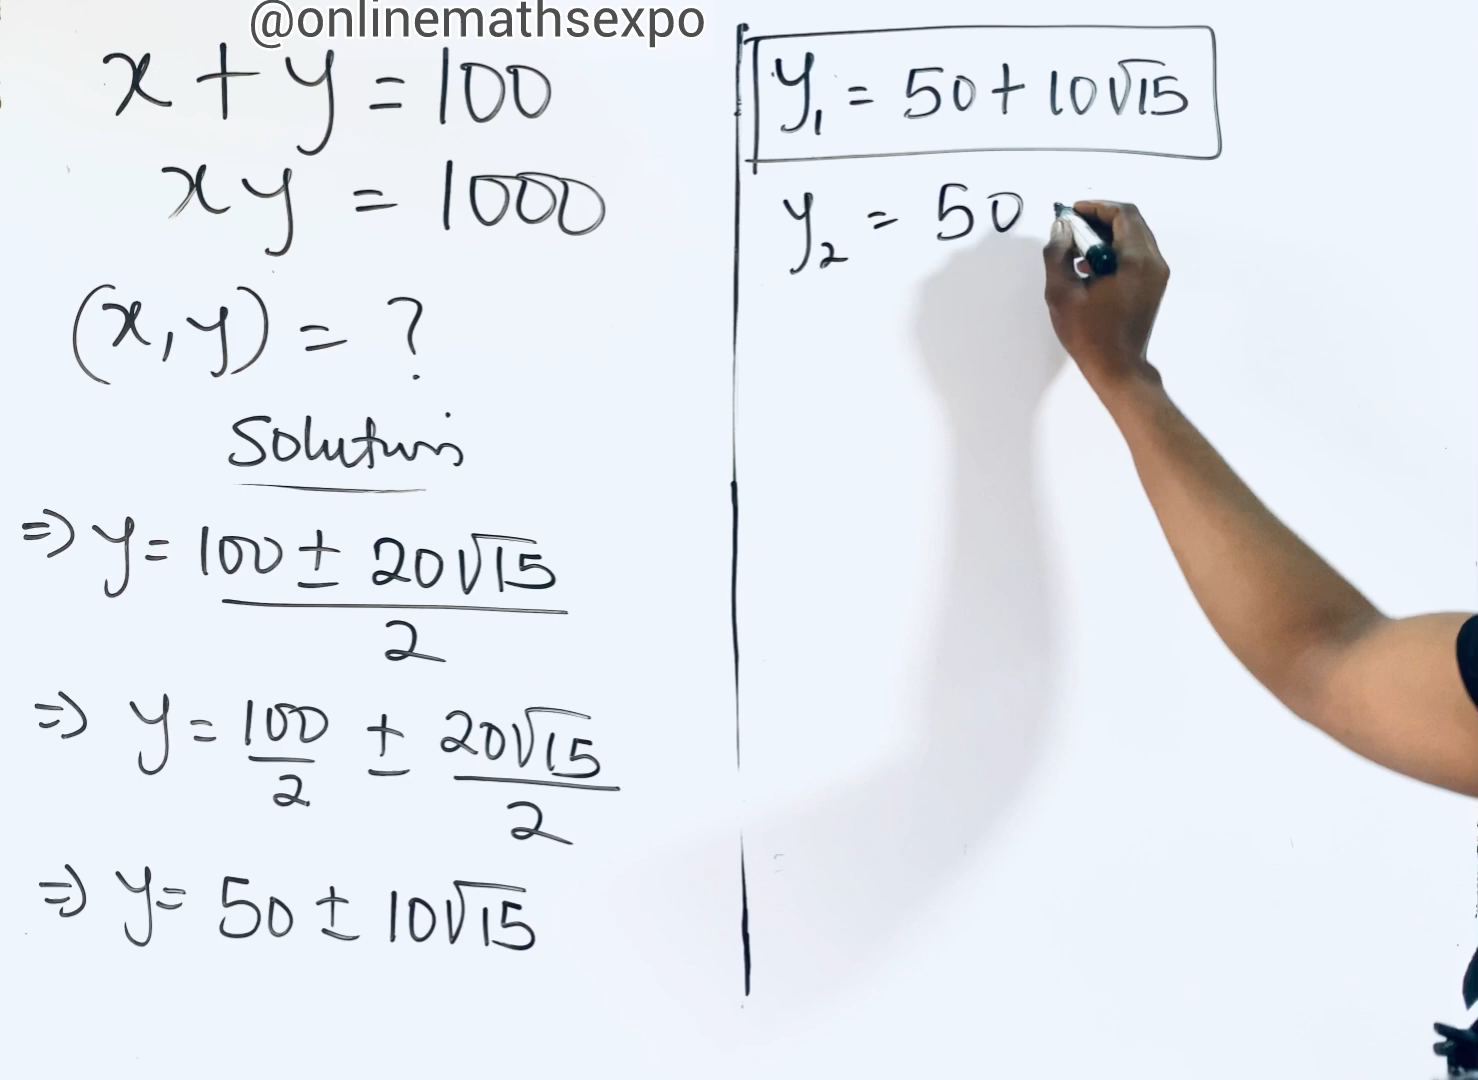 @onlinemathsexpo
x + y = 100
xy = 1000
(x, y) = ?
Solution
⇒ y = 100 ± 20√15
2
⇒ y = 100/2 ± 20√15/2
⇒ y = 50 ± 10√15
y₁ = 50 + 10√15
y₂ = 50